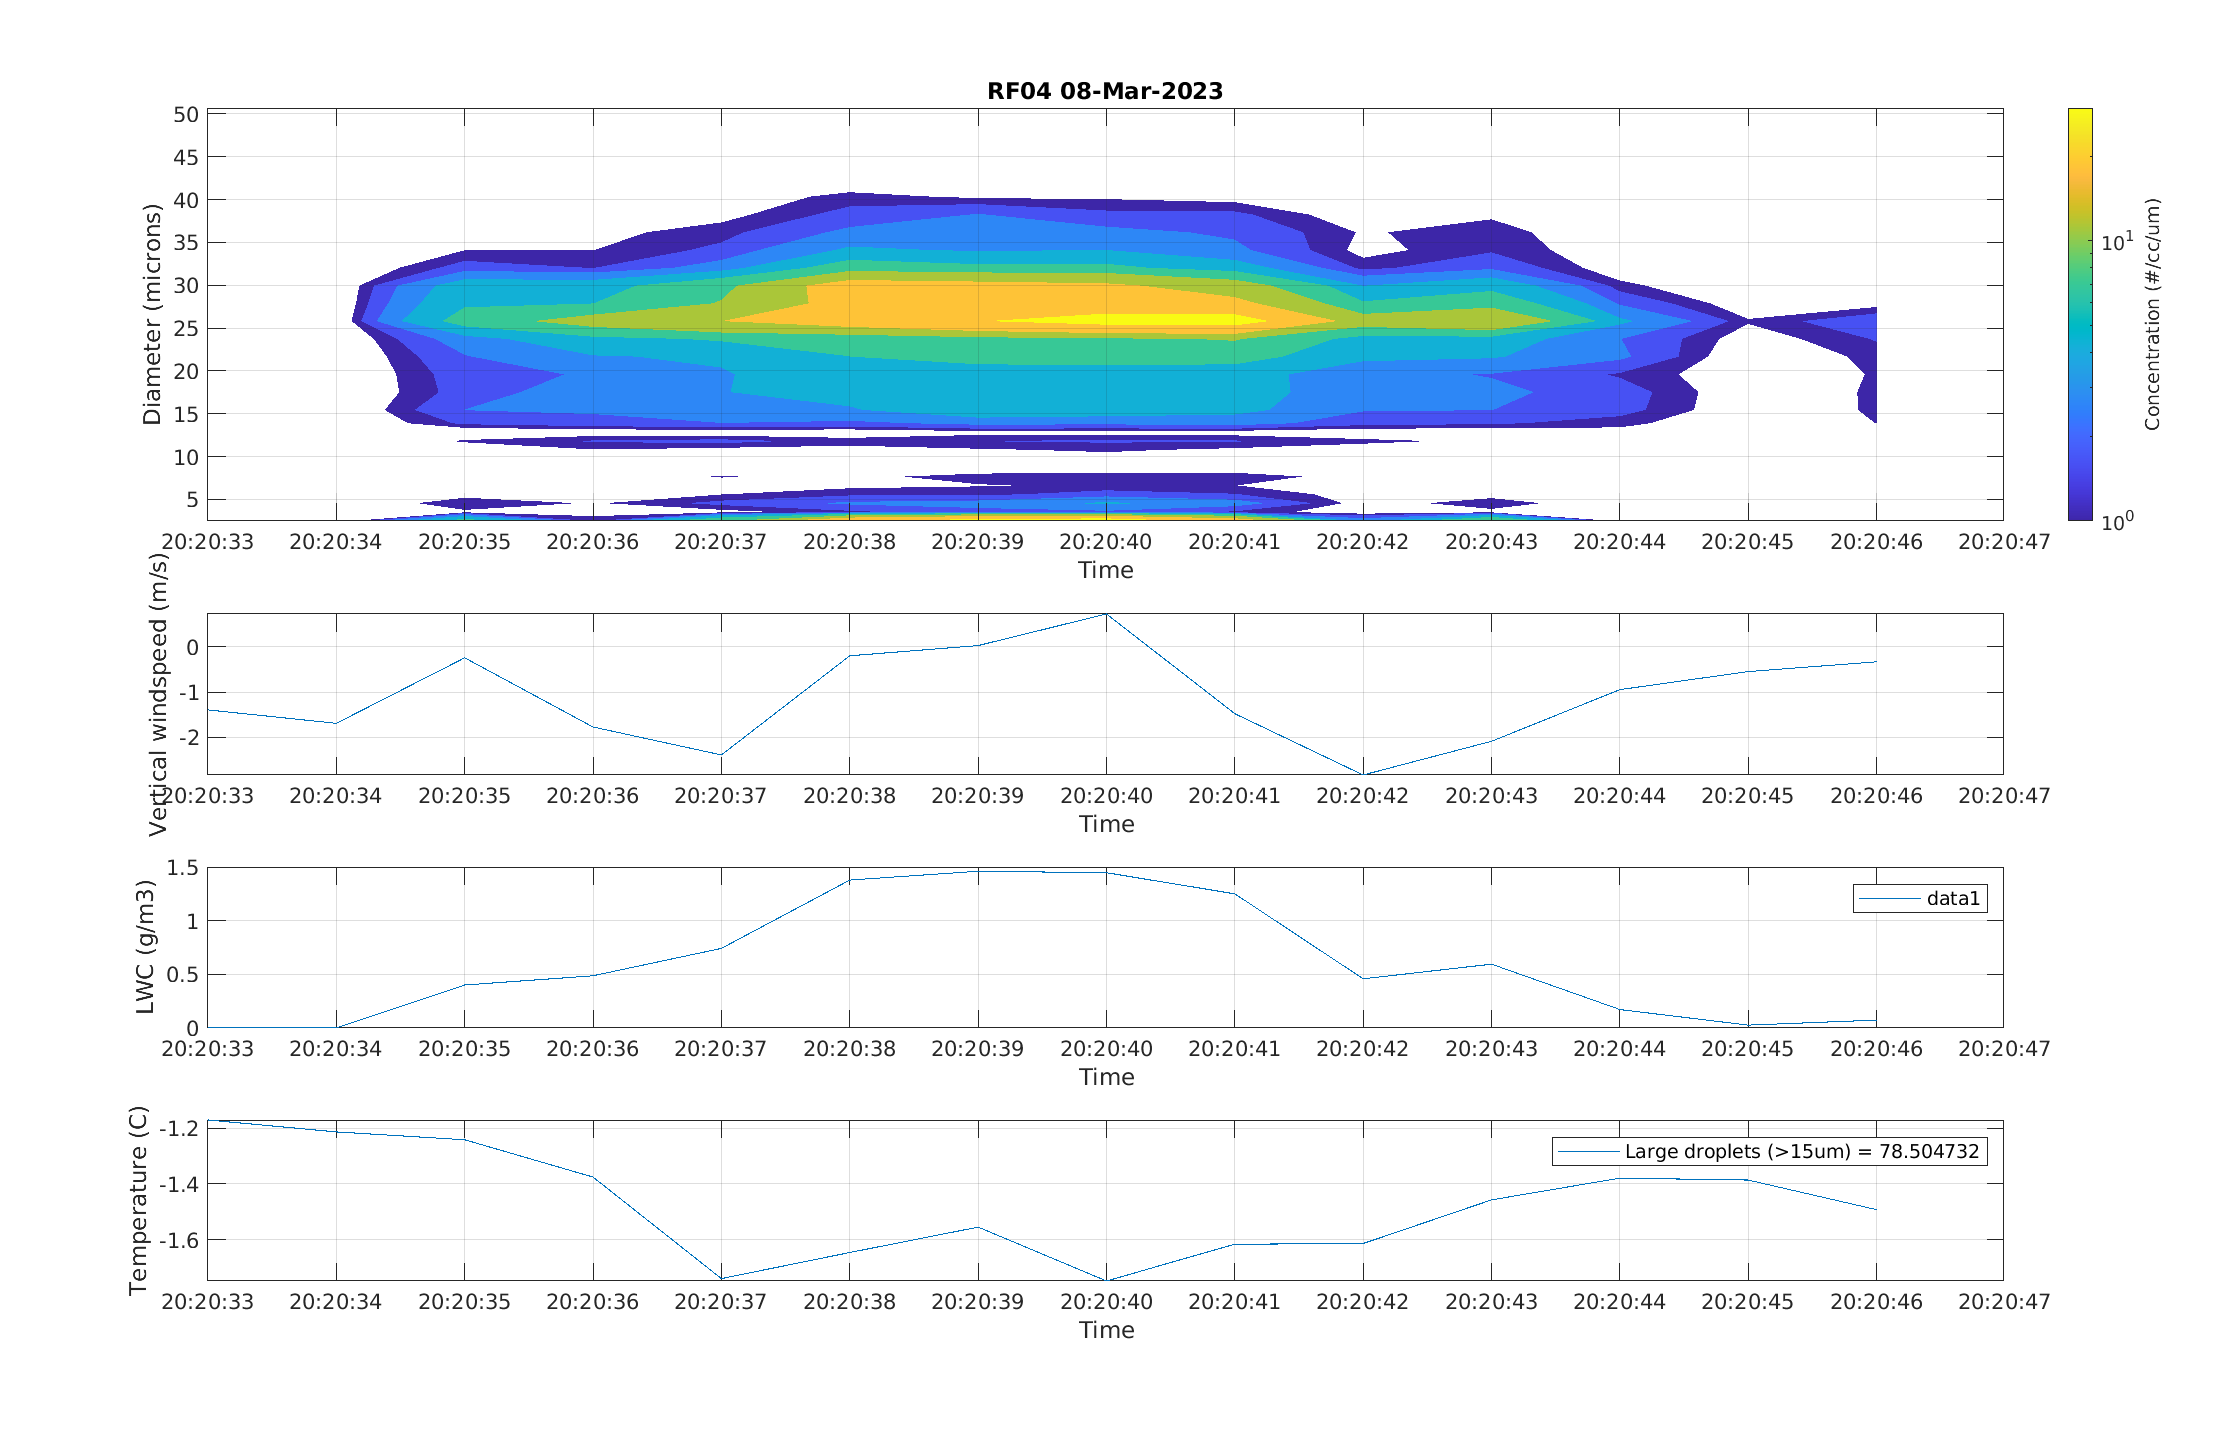 RF04 08-Mar-2023
50
45
40
35
30
25
20
15
10
5
Diameter (microns)
20:20:33 20:20:34 20:20:35 20:20:36 20:20:37 20:20:38 20:20:39 20:20:40 20:20:41 20:20:42 20:20:43 20:20:44 20:20:45 20:20:46 20:20:47
Time
10^1
10^0
Concentration (#/cc/um)
0
-1
-2
Vertical windspeed (m/s)
20:20:33 20:20:34 20:20:35 20:20:36 20:20:37 20:20:38 20:20:39 20:20:40 20:20:41 20:20:42 20:20:43 20:20:44 20:20:45 20:20:46 20:20:47
Time
1.5
1
0.5
0
LWC (g/m3)
data1
20:20:33 20:20:34 20:20:35 20:20:36 20:20:37 20:20:38 20:20:39 20:20:40 20:20:41 20:20:42 20:20:43 20:20:44 20:20:45 20:20:46 20:20:47
Time
-1.2
-1.4
-1.6
Temperature (C)
Large droplets (>15um) = 78.504732
20:20:33 20:20:34 20:20:35 20:20:36 20:20:37 20:20:38 20:20:39 20:20:40 20:20:41 20:20:42 20:20:43 20:20:44 20:20:45 20:20:46 20:20:47
Time